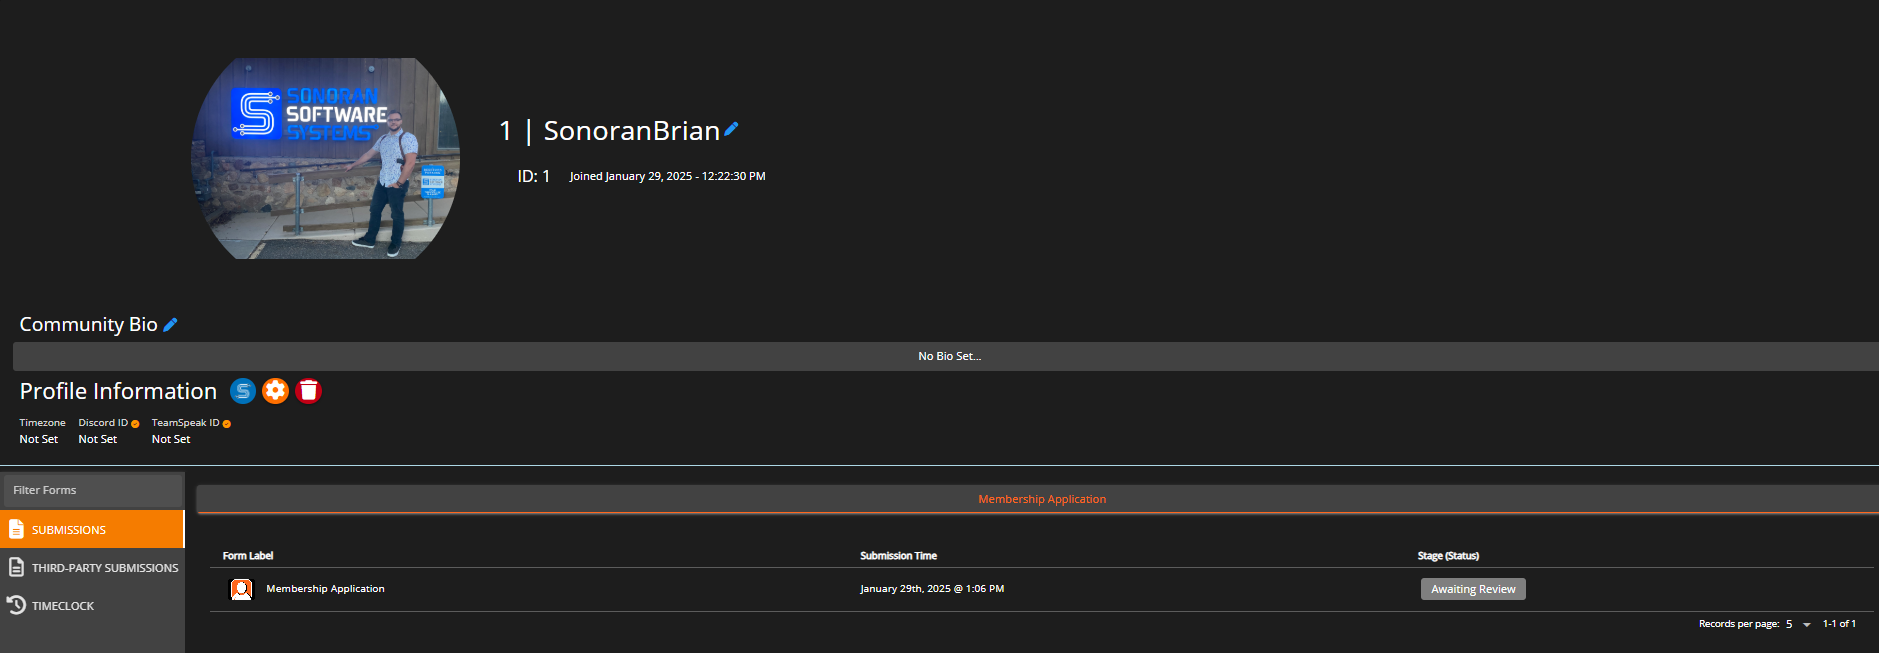 SONORAN
SOFTWARE
SYSTEMS
1 | SonoranBrian
ID: 1 Joined January 29, 2025 - 12:22:30 PM
Community Bio
No Bio Set...
Profile Information
Timezone Discord ID TeamSpeak ID
Not Set Not Set Not Set
Filter Forms
SUBMISSIONS
THIRD-PARTY SUBMISSIONS
TIMECLOCK
Membership Application
Form Label Submission Time Stage (Status)
Membership Application January 29th, 2025 @ 1:06 PM Awaiting Review
Records per page: 5 1-1 of 1